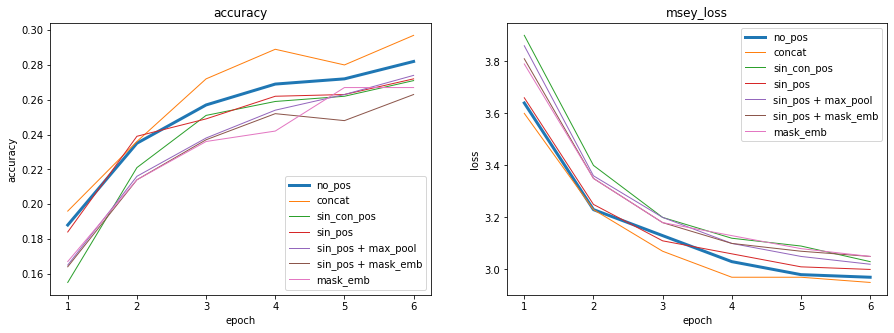 accuracy
0.30
0.28
0.26
0.24
0.22
0.20
0.18
0.16
accuracy
1 2 3 4 5 6
epoch
no_pos
concat
sin_con_pos
sin_pos
sin_pos + max_pool
sin_pos + mask_emb
mask_emb
msey_loss
3.8
3.6
3.4
3.2
3.0
loss
1 2 3 4 5 6
epoch
no_pos
concat
sin_con_pos
sin_pos
sin_pos + max_pool
sin_pos + mask_emb
mask_emb